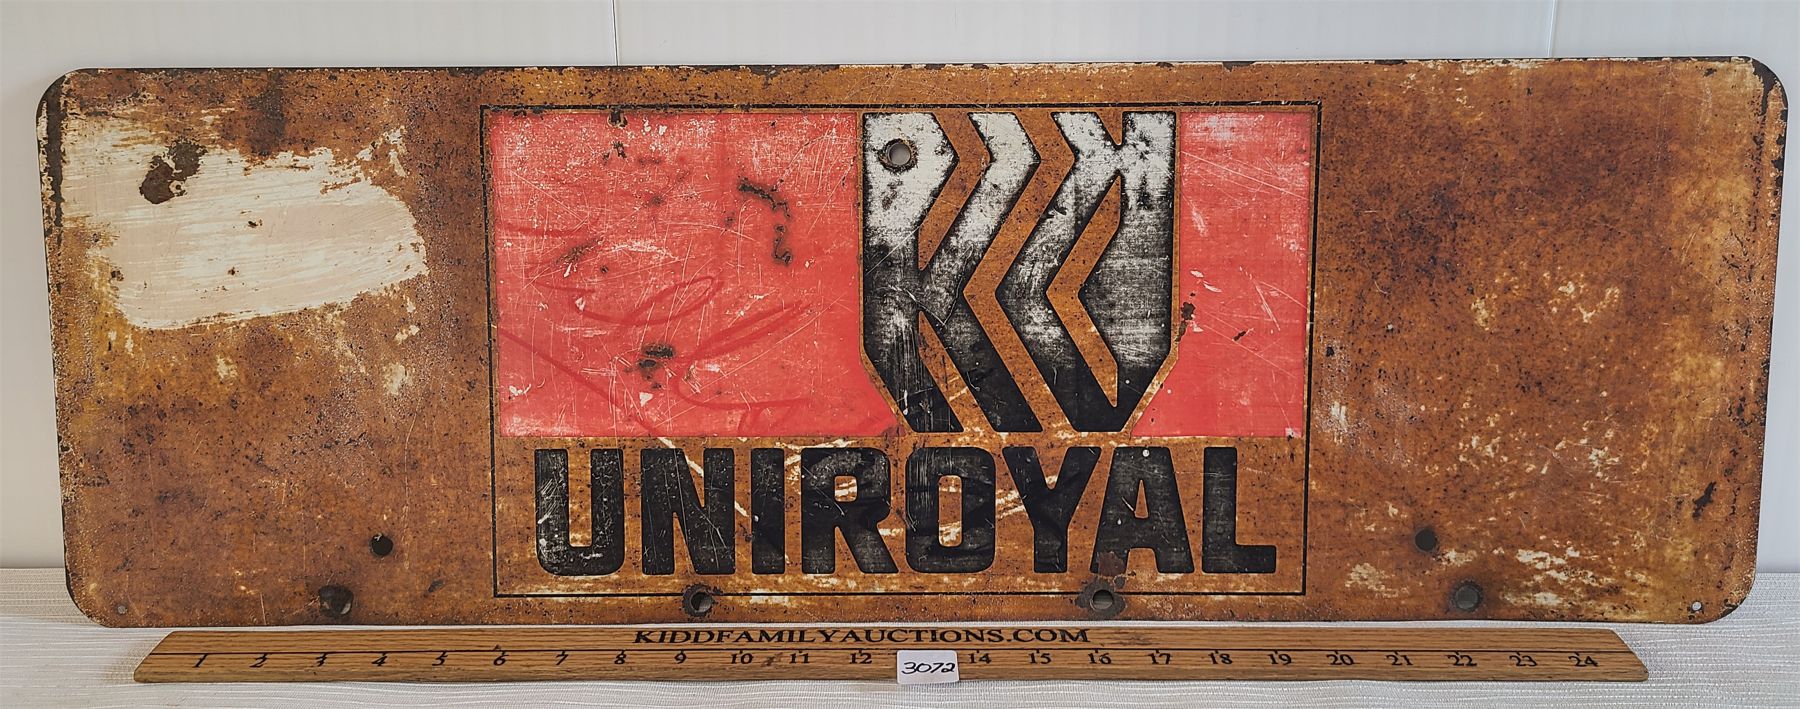 UNIROYAL
KIDDFAMILYAUCTIONS.COM
1 2 3 4 5 6 7 8 9 10 11 12 14 15 16 17 18 19 20 21 22 23 24
3072